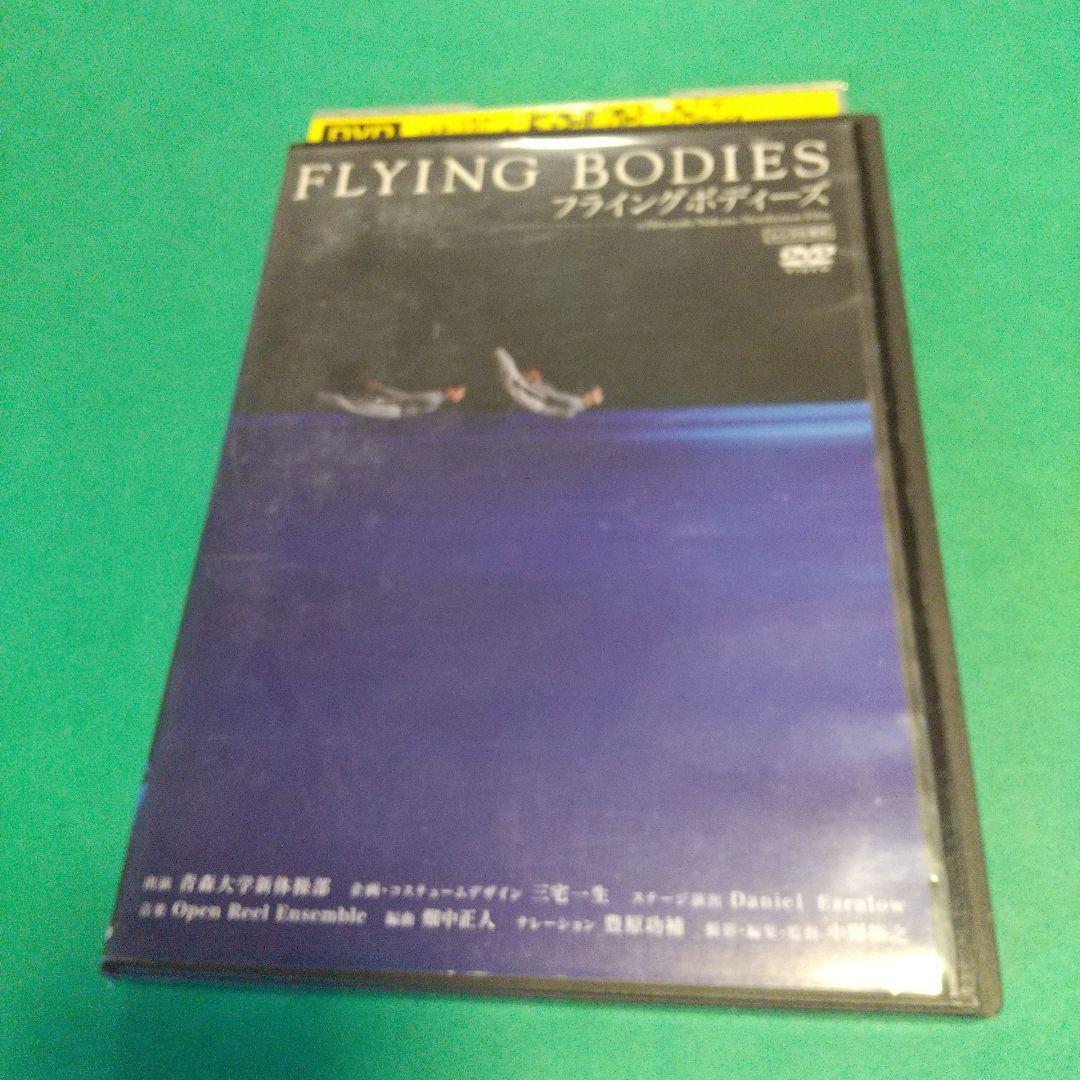 DVD
FLYING BODIES
フライングボディーズ
DVD
VIDEO
出演 青森大学新体操部 企画・コスチュームデザイン 三宅一生 ステージ演出 Daniel Ezralow
音楽 Open Reel Ensemble 編曲 畑中正人 ナレーション 豊原功補 撮影・編集・監督 中野裕之